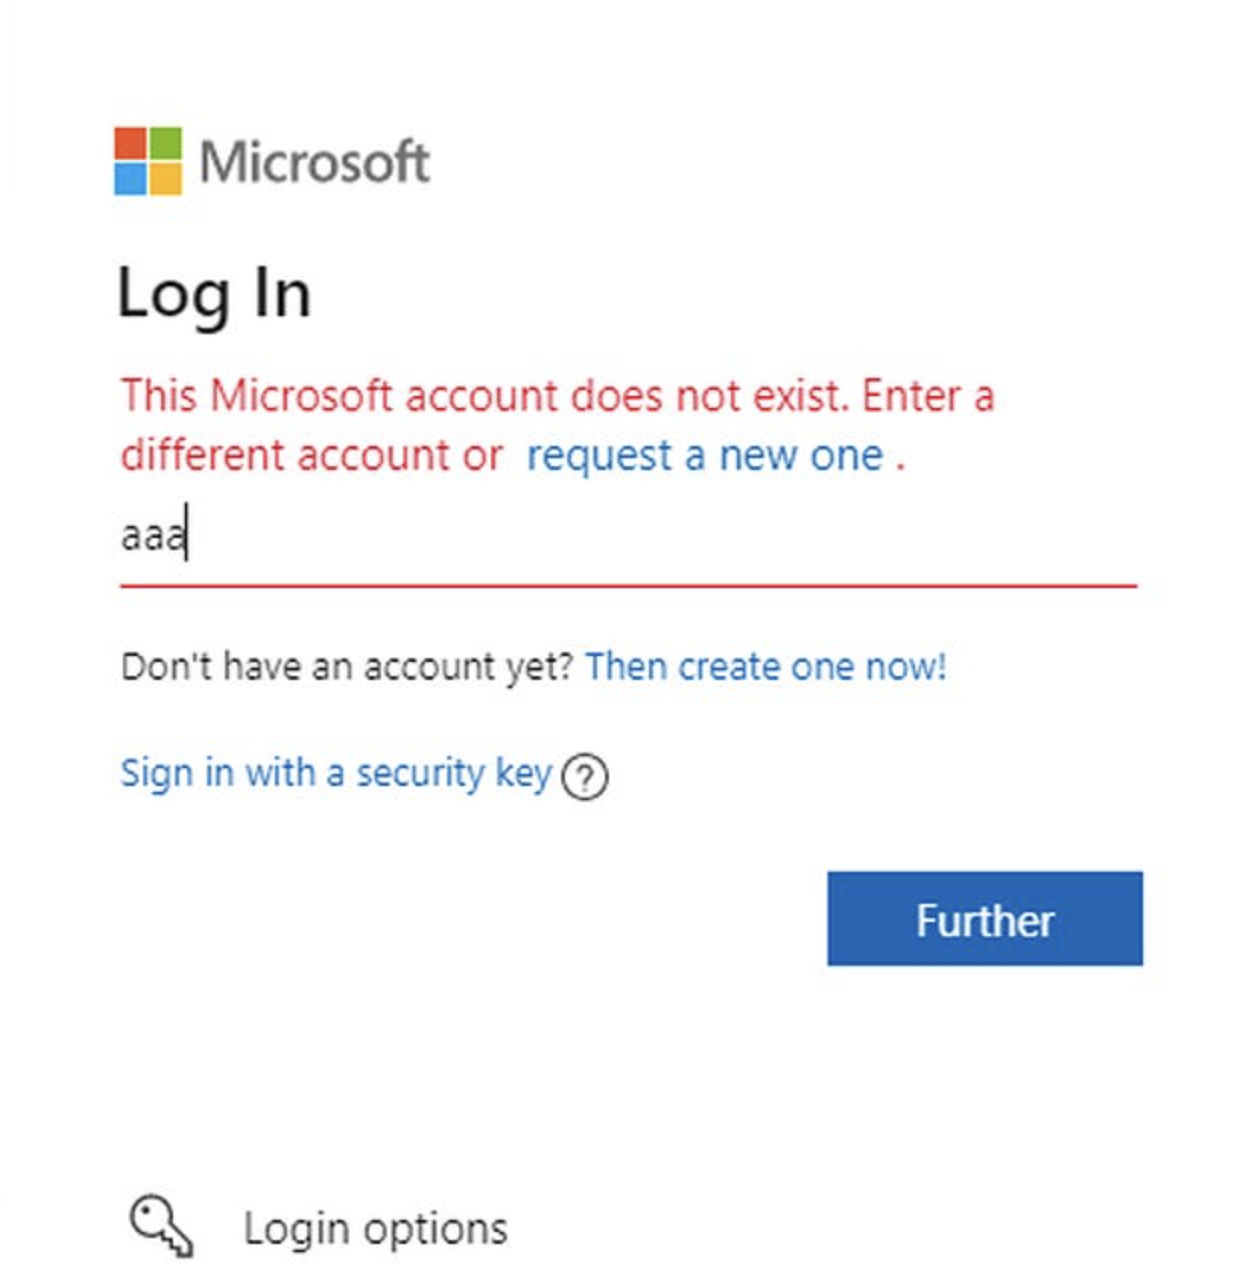 Microsoft
Log In
This Microsoft account does not exist. Enter a
different account or request a new one .
aaa
Don't have an account yet? Then create one now!
Sign in with a security key ?
Further
Login options